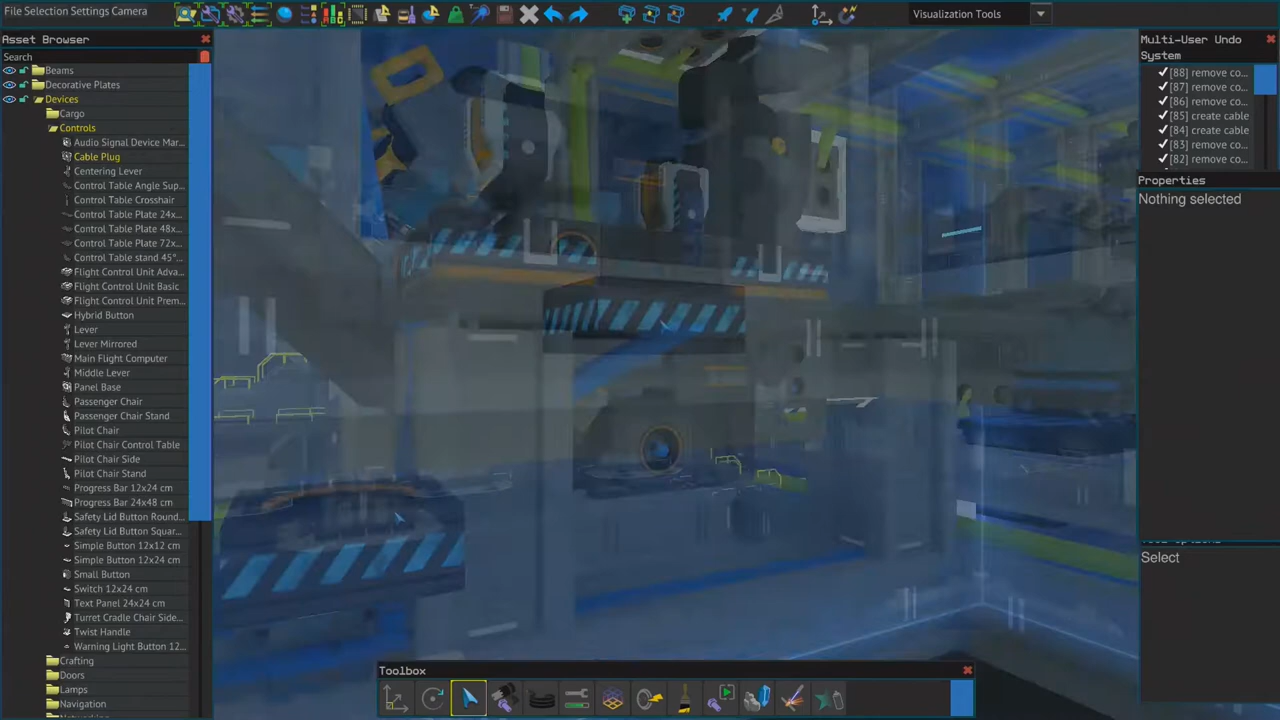 File Selection Settings Camera
Visualization Tools
Asset Browser
Search
Beams
Decorative Plates
Devices
Cargo
Controls
Audio Signal Device Mar...
Cable Plug
Centering Lever
Control Table Angle Sup...
Control Table Crosshair
Control Table Plate 24x...
Control Table Plate 48x...
Control Table Plate 72x...
Control Table stand 45°...
Flight Control Unit Adva...
Flight Control Unit Basic
Flight Control Unit Prem...
Hybrid Button
Lever
Lever Mirrored
Main Flight Computer
Middle Lever
Panel Base
Passenger Chair
Passenger Chair Stand
Pilot Chair
Pilot Chair Control Table
Pilot Chair Side
Pilot Chair Stand
Progress Bar 12x24 cm
Progress Bar 24x48 cm
Safety Lid Button Round...
Safety Lid Button Squar...
Simple Button 12x12 cm
Simple Button 12x24 cm
Small Button
Switch 12x24 cm
Text Panel 24x24 cm
Turret Cradle Chair Side...
Twist Handle
Warning Light Button 12...
Crafting
Doors
Lamps
Navigation
Toolbox
Multi-User Undo
System
[88] remove co...
[87] remove co...
[86] remove co...
[85] create cable
[84] create cable
[83] remove co...
[82] remove co...
Properties
Nothing selected
Select